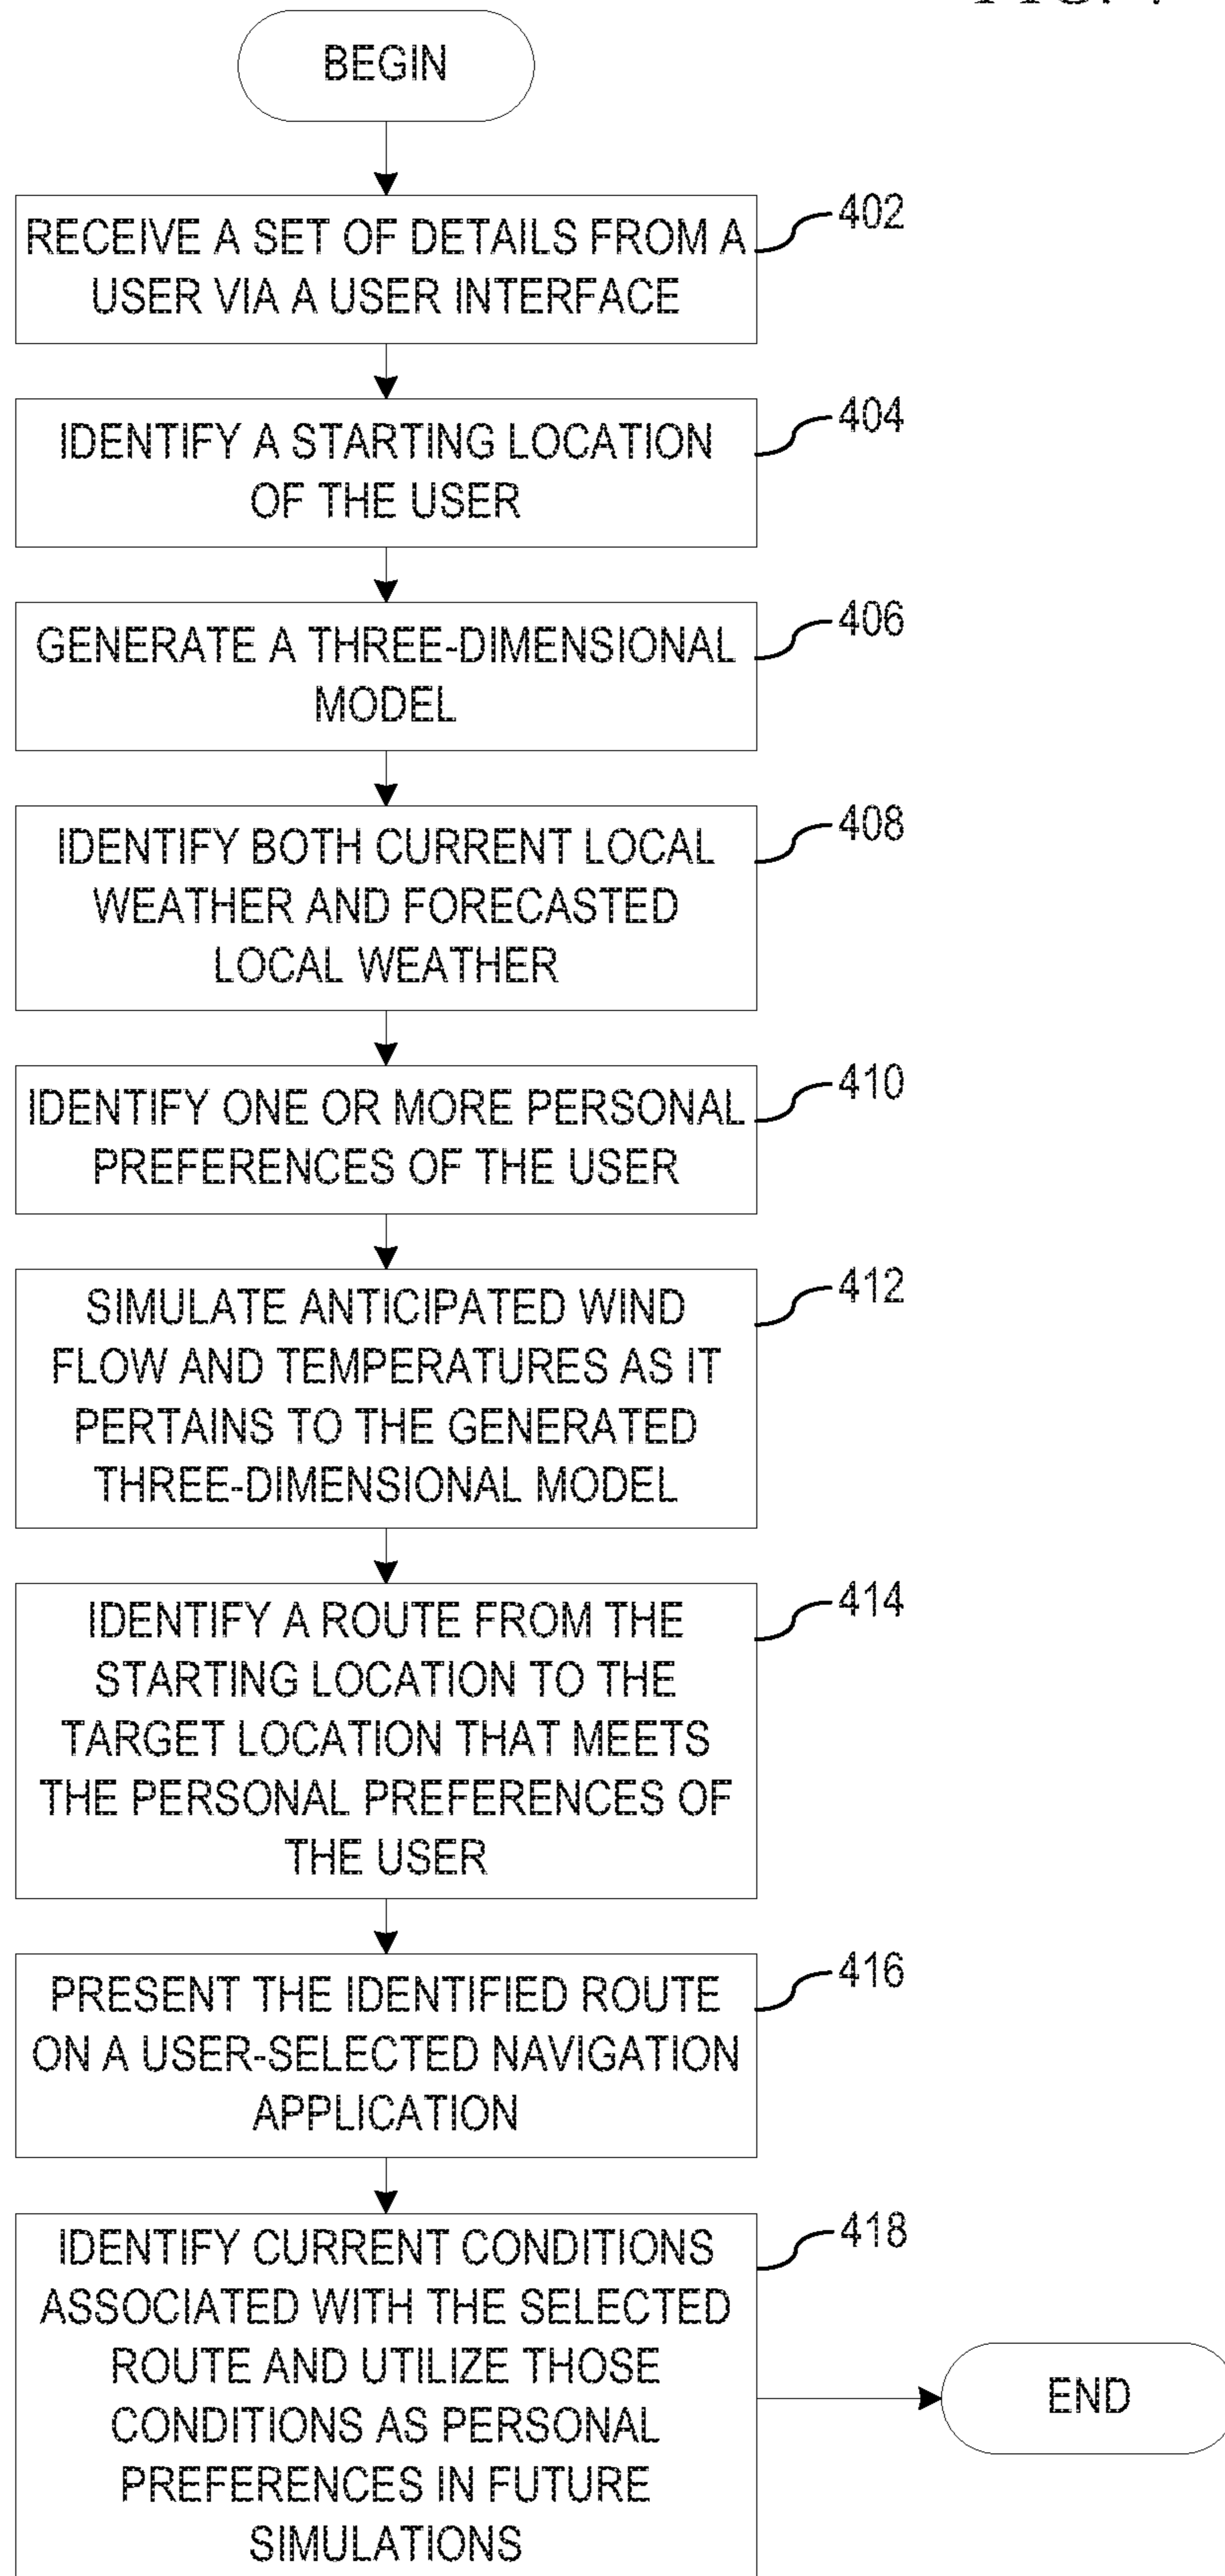 BEGIN
RECEIVE A SET OF DETAILS FROM A
USER VIA A USER INTERFACE
402
IDENTIFY A STARTING LOCATION
OF THE USER
404
GENERATE A THREE-DIMENSIONAL
MODEL
406
IDENTIFY BOTH CURRENT LOCAL
WEATHER AND FORECASTED
LOCAL WEATHER
408
IDENTIFY ONE OR MORE PERSONAL
PREFERENCES OF THE USER
410
SIMULATE ANTICIPATED WIND
FLOW AND TEMPERATURES AS IT
PERTAINS TO THE GENERATED
THREE-DIMENSIONAL MODEL
412
IDENTIFY A ROUTE FROM THE
STARTING LOCATION TO THE
TARGET LOCATION THAT MEETS
THE PERSONAL PREFERENCES OF
THE USER
414
PRESENT THE IDENTIFIED ROUTE
ON A USER-SELECTED NAVIGATION
APPLICATION
416
IDENTIFY CURRENT CONDITIONS
ASSOCIATED WITH THE SELECTED
ROUTE AND UTILIZE THOSE
CONDITIONS AS PERSONAL
PREFERENCES IN FUTURE
SIMULATIONS
418
END